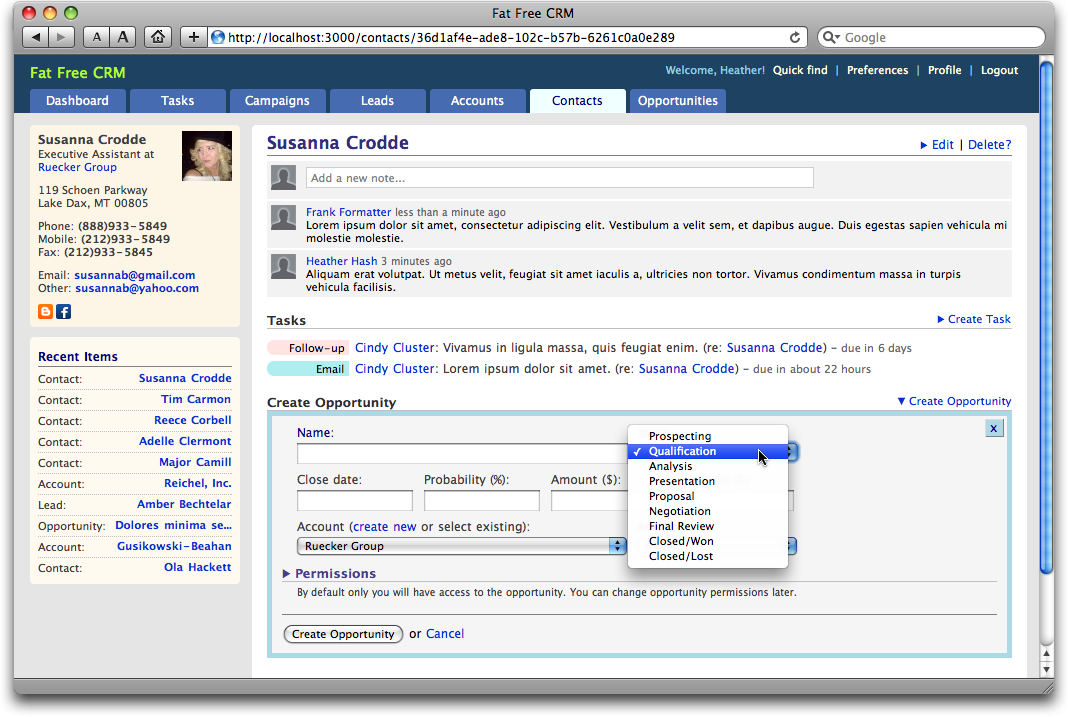 Fat Free CRM
A A
http://localhost:3000/contacts/36d1af4e-ade8-102c-b57b-6261c0a0e289
Google
Fat Free CRM
Welcome, Heather! Quick find | Preferences | Profile | Logout
Dashboard Tasks Campaigns Leads Accounts Contacts Opportunities
Susanna Crodde
Executive Assistant at
Ruecker Group
119 Schoen Parkway
Lake Dax, MT 00805
Phone: (888)933-5849
Mobile: (212)933-5849
Fax: (212)933-5845
Email: susannab@gmail.com
Other: susannab@yahoo.com
Recent Items
Contact: Susanna Crodde
Contact: Tim Carmon
Contact: Reece Corbell
Contact: Adelle Clermont
Contact: Major Camill
Account: Reichel, Inc.
Lead: Amber Bechtelar
Opportunity: Dolores minima se...
Account: Gusikowski-Beahan
Contact: Ola Hackett
Susanna Crodde
Edit | Delete?
Add a new note...
Frank Formatter less than a minute ago
Lorem ipsum dolor sit amet, consectetur adipiscing elit. Vestibulum a velit sem, et dapibus augue. Duis egestas sapien vehicula mi
molestie molestie.
Heather Hash 3 minutes ago
Aliquam erat volutpat. Ut metus velit, feugiat sit amet iaculis a, ultricies non tortor. Vivamus condimentum massa in turpis
vehicula facilisis.
Tasks
Create Task
Follow-up Cindy Cluster: Vivamus in ligula massa, quis feugiat enim. (re: Susanna Crodde) – due in 6 days
Email Cindy Cluster: Lorem ipsum dolor sit amet. (re: Susanna Crodde) – due in about 22 hours
Create Opportunity
Create Opportunity
x
Name:
Close date: Probability (%): Amount ($):
Account (create new or select existing):
Ruecker Group
Prospecting
✓ Qualification
Analysis
Presentation
Proposal
Negotiation
Final Review
Closed/Won
Closed/Lost
Permissions
By default only you will have access to the opportunity. You can change opportunity permissions later.
Create Opportunity or Cancel